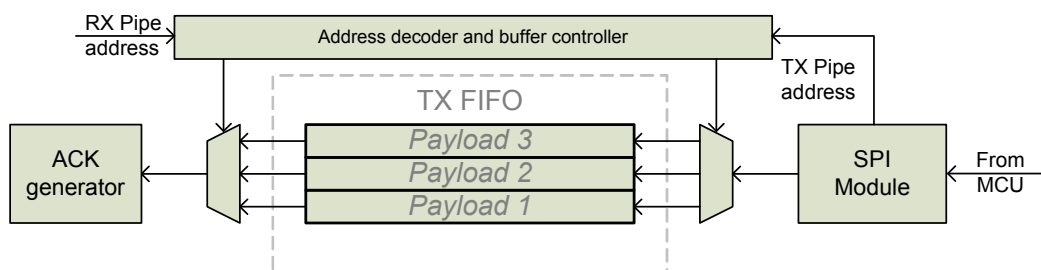 RX Pipe
address
Address decoder and buffer controller
TX Pipe
address
TX FIFO
ACK
generator
Payload 3
Payload 2
Payload 1
SPI
Module
From
MCU